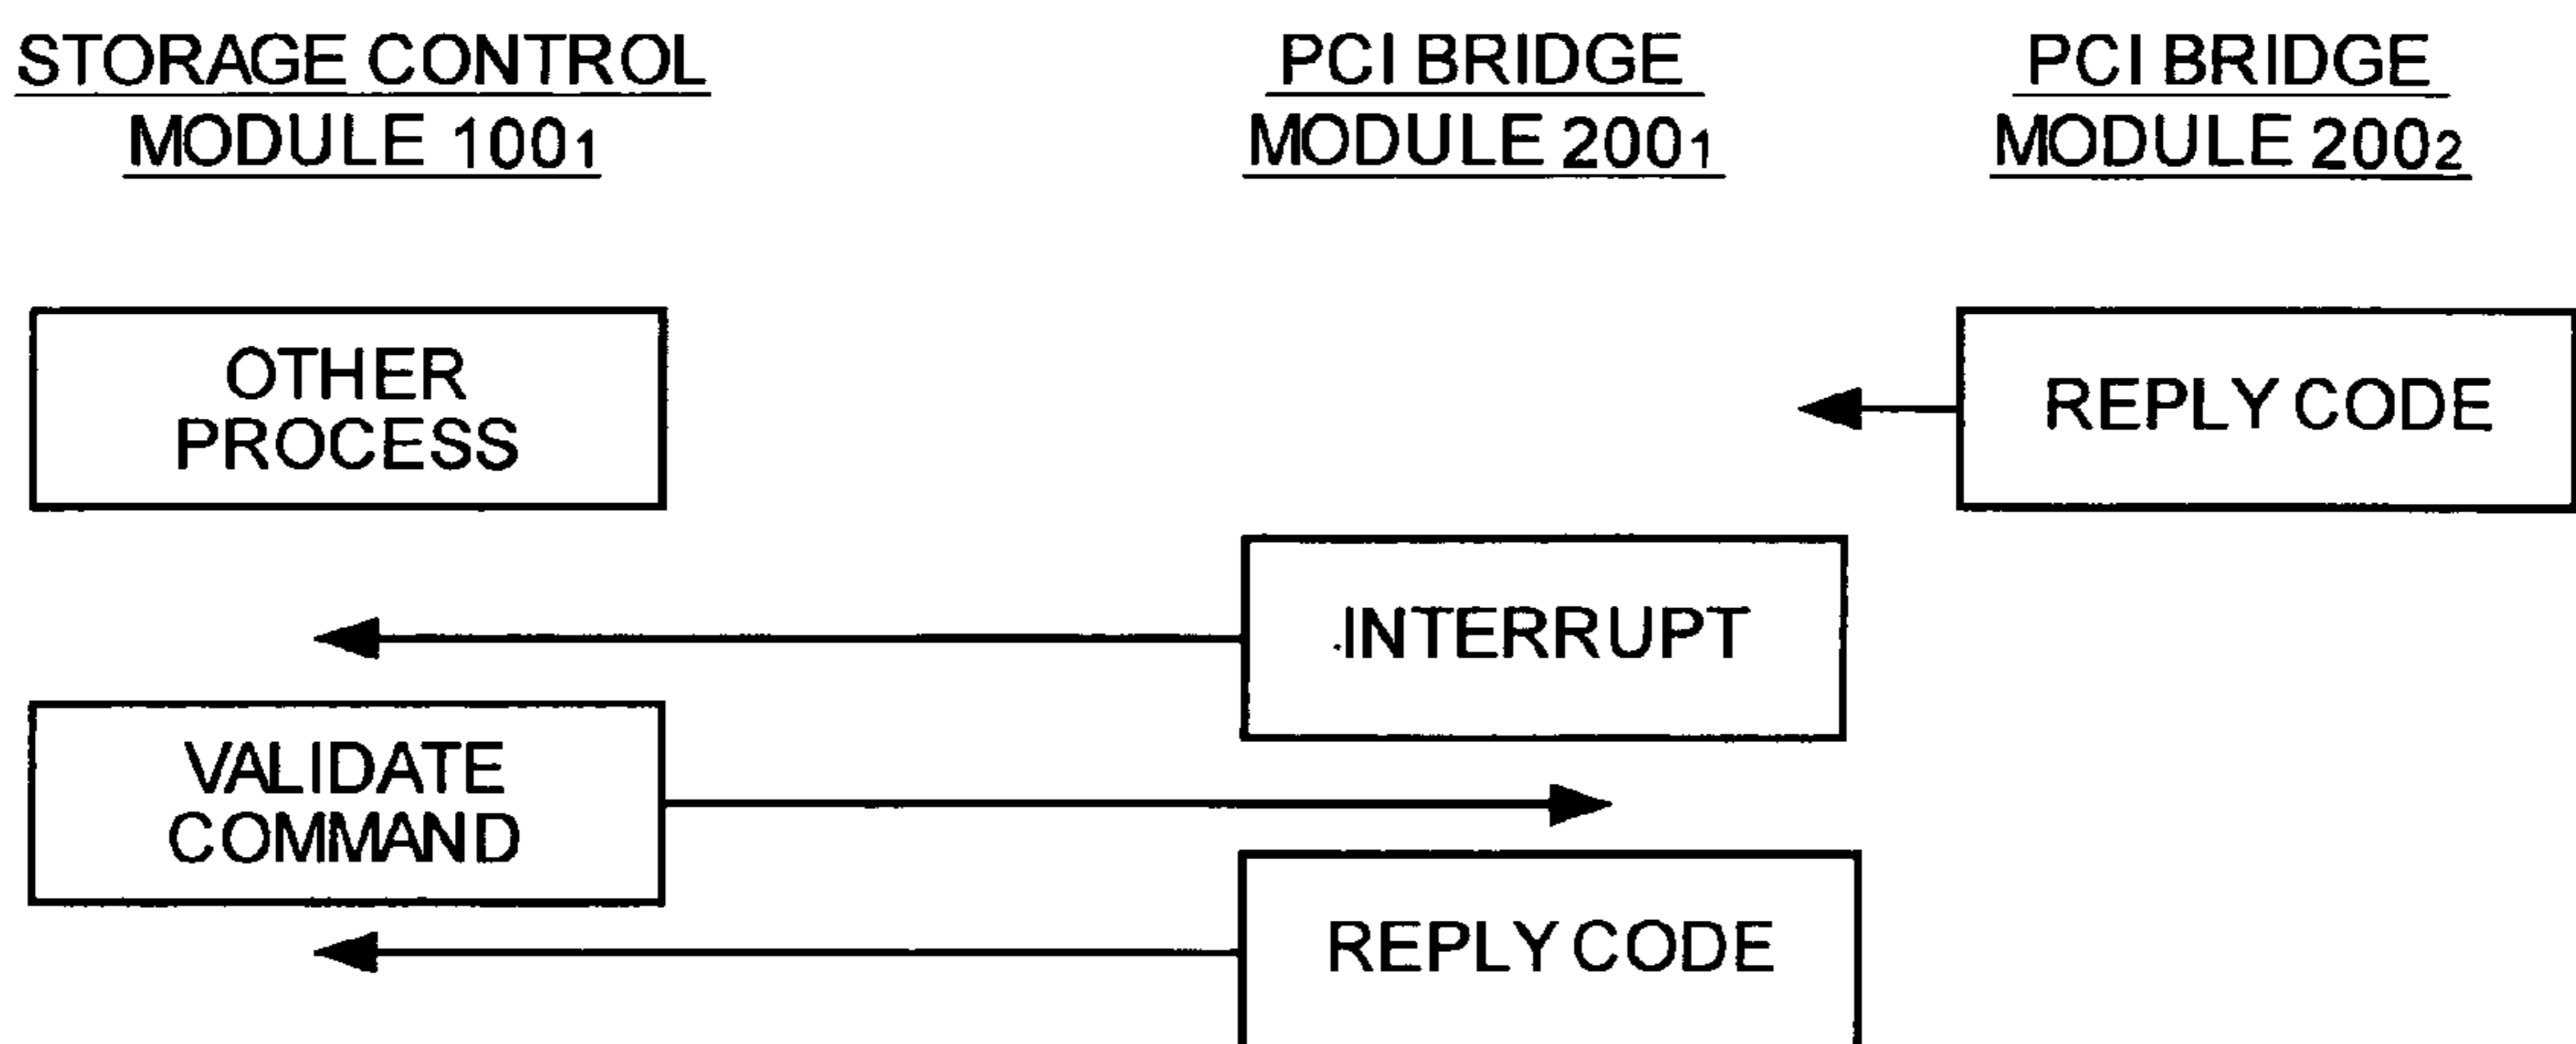 STORAGE CONTROL
MODULE 100₁
PCI BRIDGE
MODULE 200₁
PCI BRIDGE
MODULE 200₂
OTHER
PROCESS
REPLY CODE
INTERRUPT
VALIDATE
COMMAND
REPLY CODE